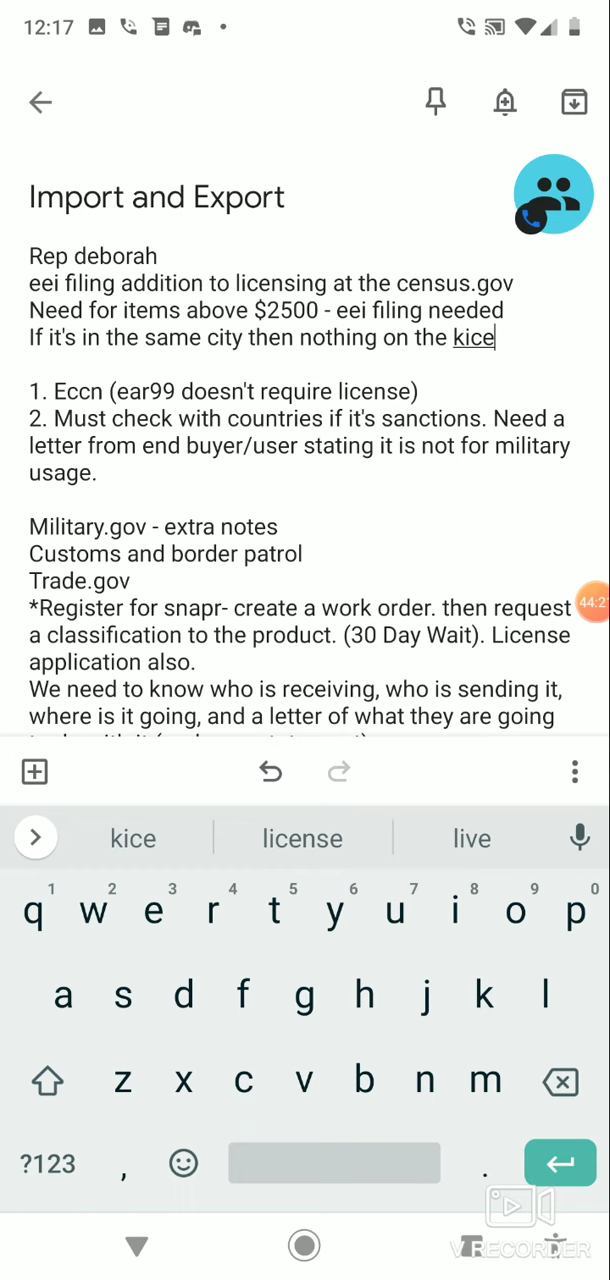 12:17
Import and Export
Rep deborah
eei filing addition to licensing at the census.gov
Need for items above $2500 - eei filing needed
If it's in the same city then nothing on the kice
1. Eccn (ear99 doesn't require license)
2. Must check with countries if it's sanctions. Need a
letter from end buyer/user stating it is not for military
usage.
Military.gov - extra notes
Customs and border patrol
Trade.gov
*Register for snapr- create a work order. then request
44:2
a classification to the product. (30 Day Wait). License
application also.
We need to know who is receiving, who is sending it,
where is it going, and a letter of what they are going
kice license live
1 2 3 4 5 6 7 8 9 0
q w e r t y u i o p
a s d f g h j k l
z x c v b n m
?123 , .
VRECORDER